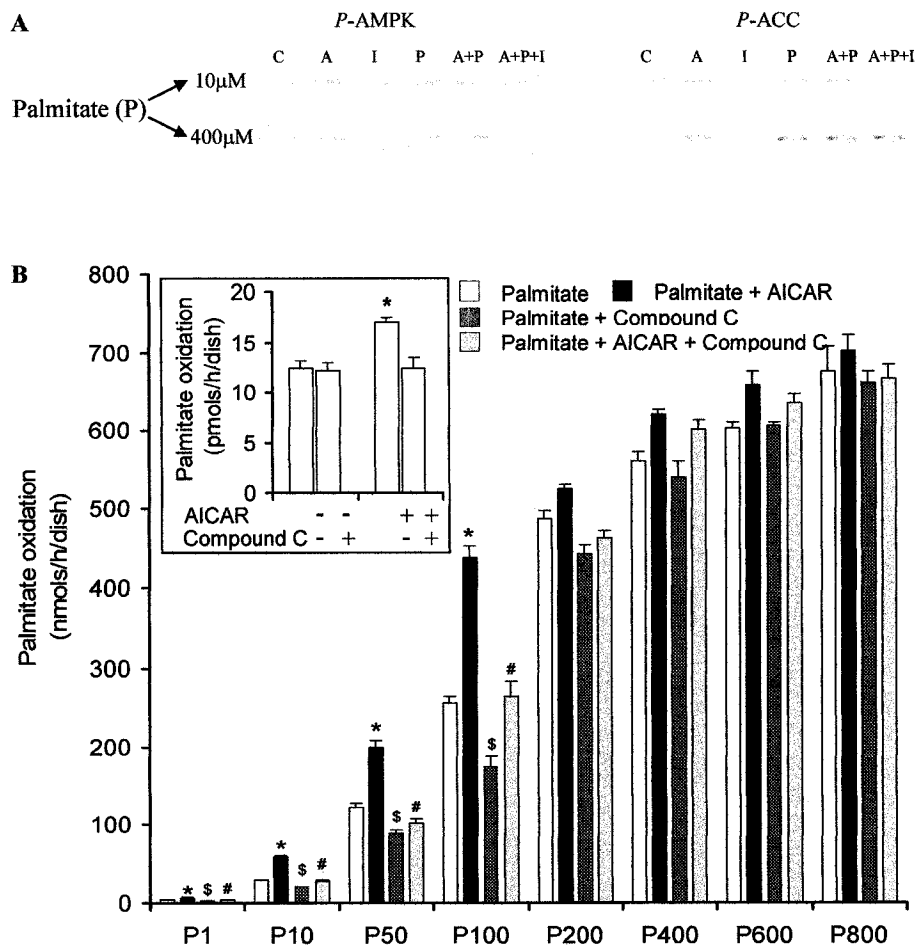 A
P-AMPK P-ACC
C A I P A+P A+P+I C A I P A+P A+P+I
10μM
Palmitate (P)
400μM
B
800
700
600
500
400
300
200
100
0
Palmitate oxidation
(nmols/h/dish)
20
15
10
5
0
Palmitate oxidation
(pmols/h/dish)
*
AICAR - - + +
Compound C - + - +
Palmitate Palmitate + AICAR
Palmitate + Compound C
Palmitate + AICAR + Compound C
* $ #
* $ #
* $ #
* $ #
P1 P10 P50 P100 P200 P400 P600 P800